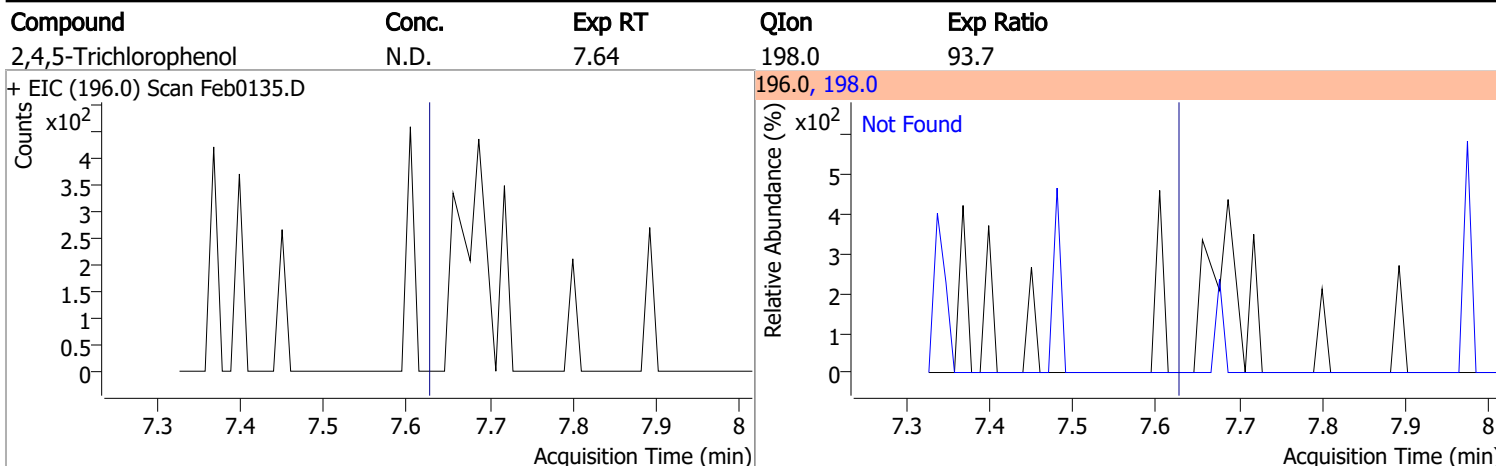 Compound Conc. Exp RT QIon Exp Ratio
2,4,5-Trichlorophenol N.D. 7.64 198.0 93.7
+ EIC (196.0) Scan Feb0135.D
Counts
x10²
4
3.5
3
2.5
2
1.5
1
0.5
0
7.3 7.4 7.5 7.6 7.7 7.8 7.9 8
Acquisition Time (min)
196.0, 198.0
Relative Abundance (%)
x10²
Not Found
5
4
3
2
1
0
7.3 7.4 7.5 7.6 7.7 7.8 7.9 8
Acquisition Time (min)